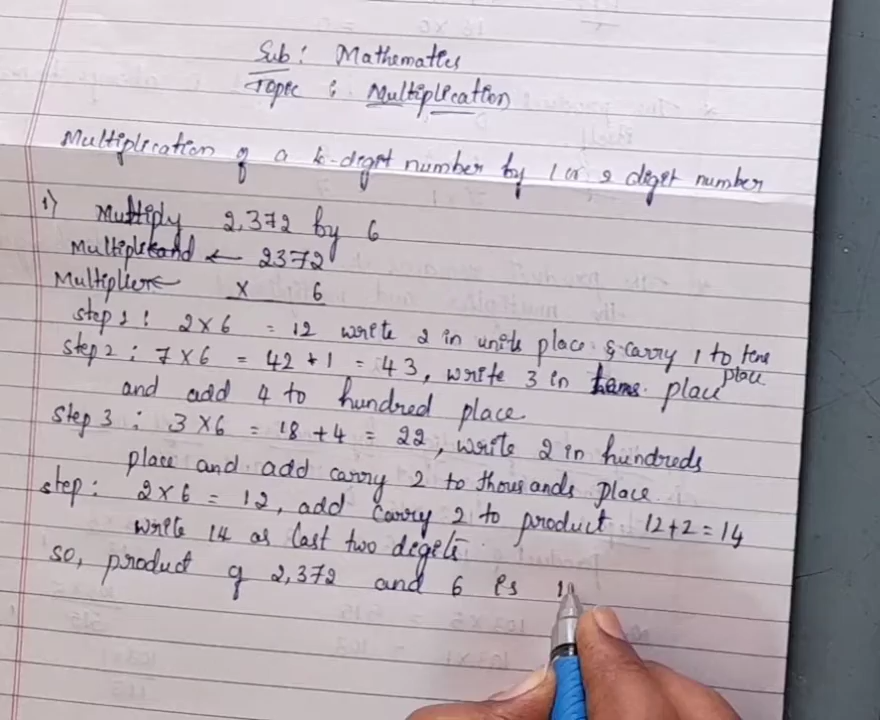 Sub: Mathematics
Topic : Multiplication
Multiplication of a 4-digit number by 1 or 2 diget number
1) Multiply 2,372 by 6
Multiplicand ← 2372
Multiplier ← x 6
step 1 : 2 x 6 = 12 write 2 in units place & carry 1 to tens place
step 2 : 7 x 6 = 42 + 1 = 43, write 3 in tens place
and add 4 to hundred place
step 3 : 3 x 6 = 18 + 4 = 22, write 2 in hundreds
place and add carry 2 to thousands place.
step: 2 x 6 = 12, add carry 2 to product 12+2 = 14
write 14 as last two degets
so, product of 2,372 and 6 is 1